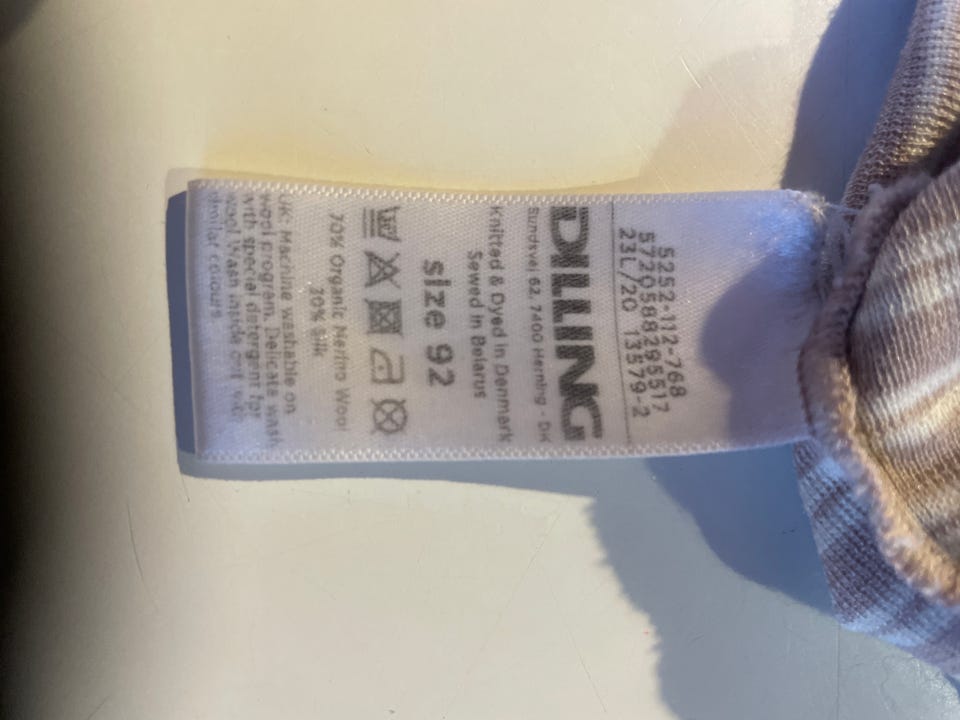 5252-112-768
5720588295517
23L/20 13579-2
DILLING
Sundsvej 62, 7400 Herning - DK
Knitted & Dyed in Denmark
Sewed in Belarus
size 92
70% Organic Merino Wool
30% Silk
UK: Machine washable on
wool program. Delicate wash
with special detergent for
wool. Wash inside out with
similar colours